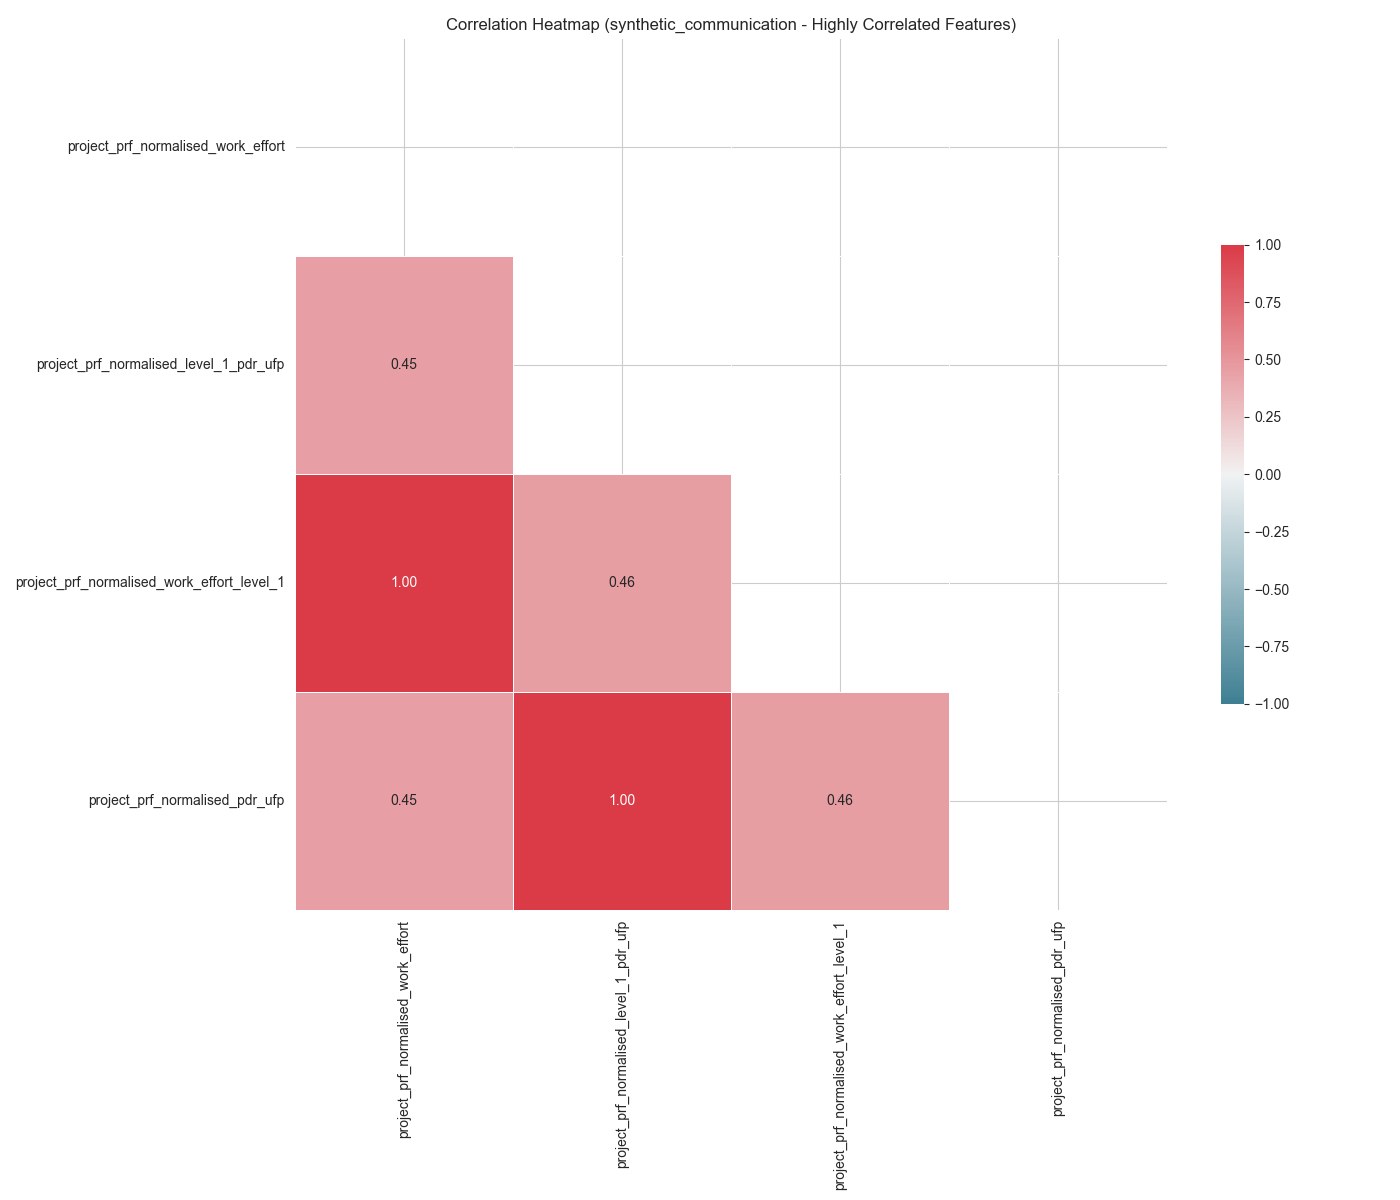 Correlation Heatmap (synthetic_communication - Highly Correlated Features)
project_prf_normalised_work_effort
project_prf_normalised_level_1_pdr_ufp
0.45
project_prf_normalised_work_effort_level_1
1.00
0.46
project_prf_normalised_pdr_ufp
0.45
1.00
0.46
project_prf_normalised_work_effort
project_prf_normalised_level_1_pdr_ufp
project_prf_normalised_work_effort_level_1
project_prf_normalised_pdr_ufp
1.00
0.75
0.50
0.25
0.00
−0.25
−0.50
−0.75
−1.00